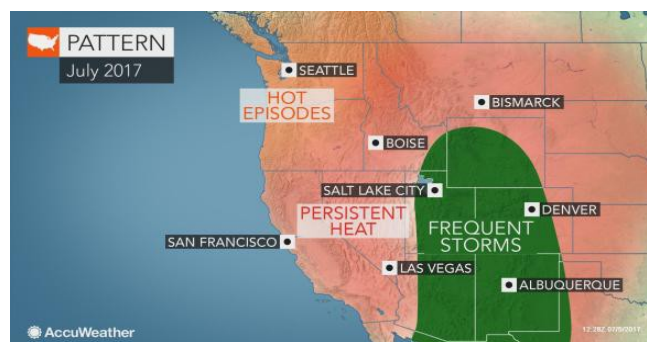 PATTERN
July 2017
SEATTLE
HOT
EPISODES
BISMARCK
BOISE
SALT LAKE CITY
PERSISTENT
HEAT
DENVER
FREQUENT
STORMS
SAN FRANCISCO
LAS VEGAS
ALBUQUERQUE
AccuWeather